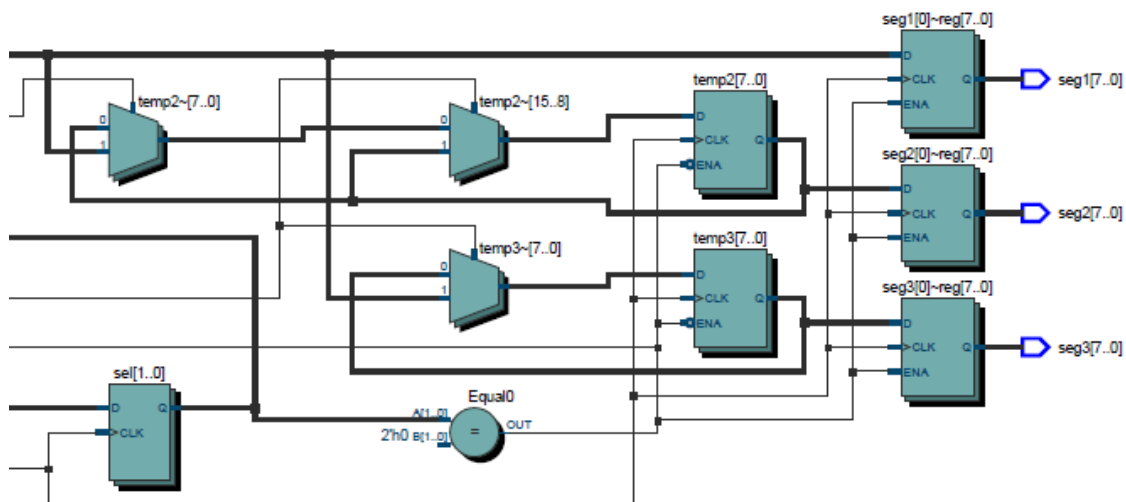 seg1[0]~reg[7..0]
D
CLK
ENA
Q
seg1[7..0]
temp2~[7..0]
0
1
temp2~[15..8]
0
1
temp2[7..0]
D
CLK
ENA
Q
seg2[0]~reg[7..0]
D
CLK
ENA
Q
seg2[7..0]
temp3~[7..0]
0
1
temp3[7..0]
D
CLK
ENA
Q
seg3[0]~reg[7..0]
D
CLK
ENA
Q
seg3[7..0]
sel[1..0]
D
CLK
Q
Equal0
A[1..0]
2'h0 B[1..0]
=
OUT